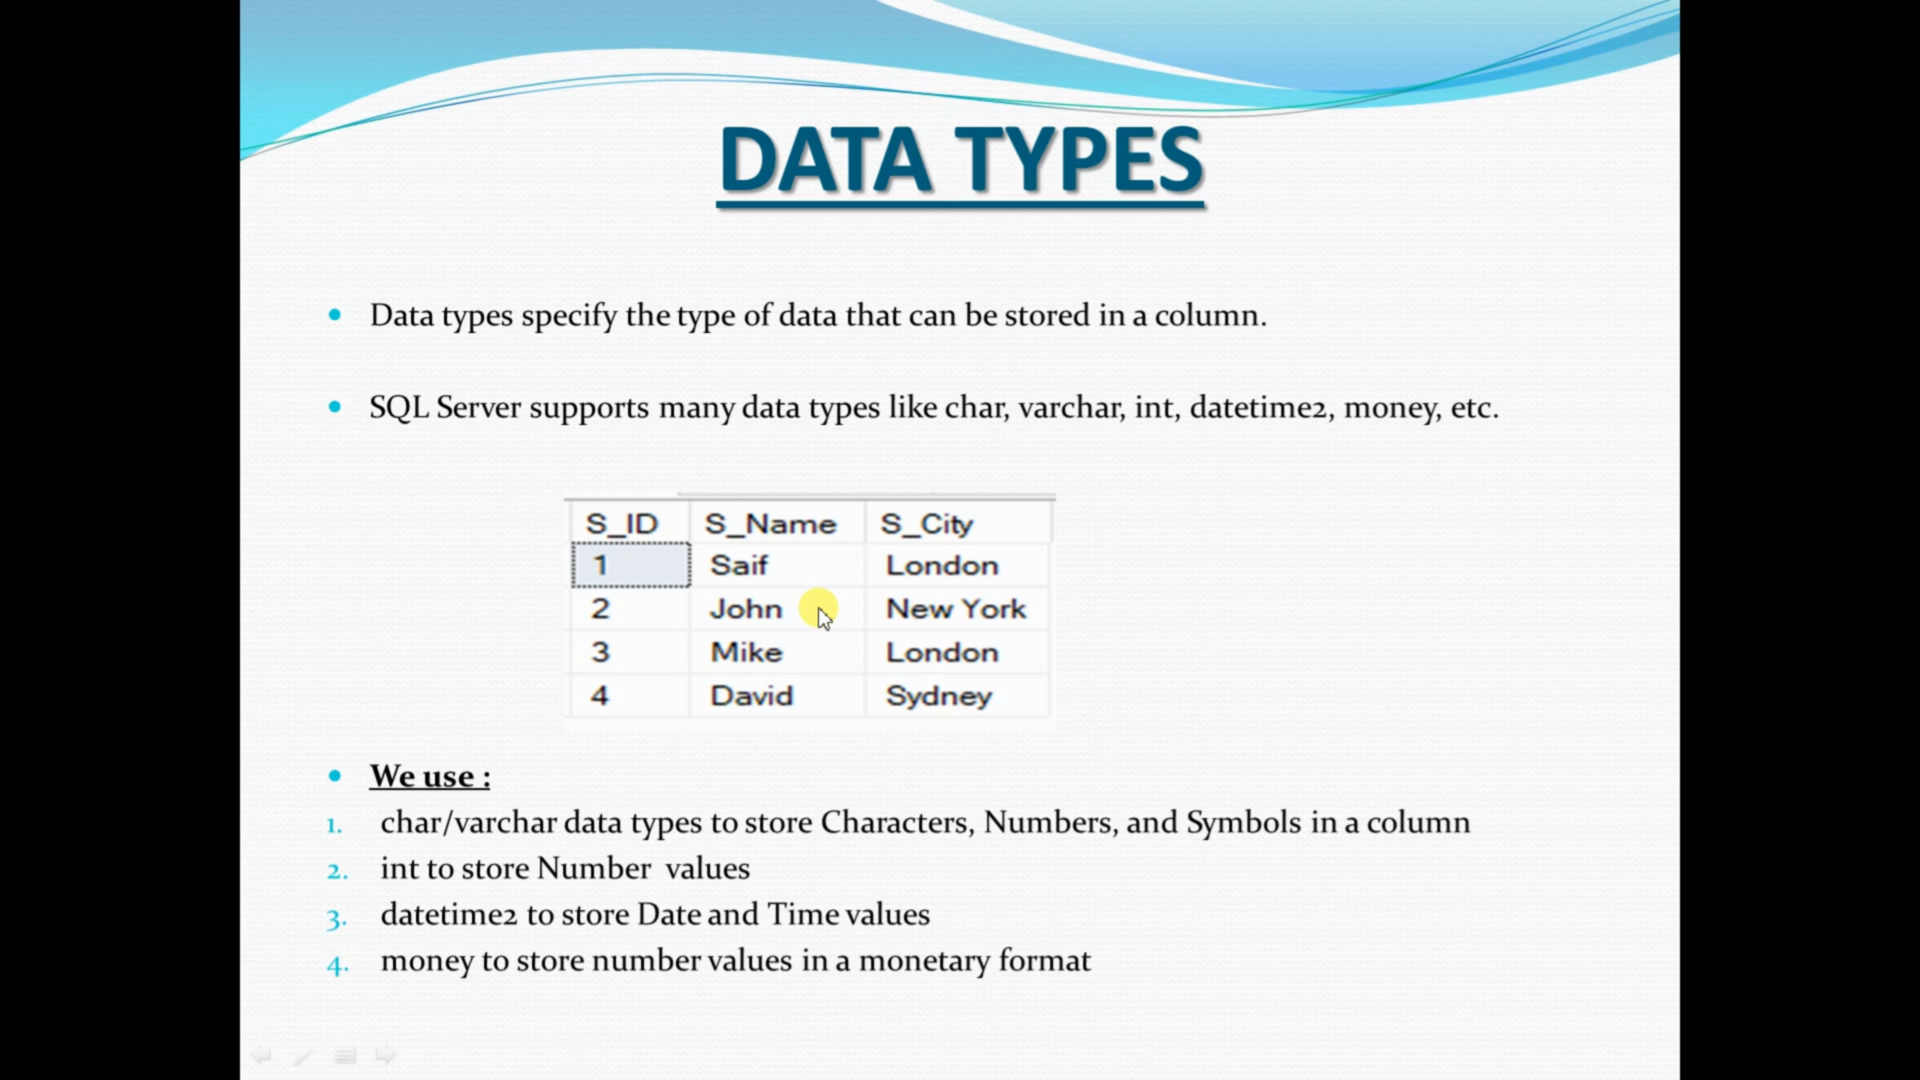 DATA TYPES
• Data types specify the type of data that can be stored in a column.
• SQL Server supports many data types like char, varchar, int, datetime2, money, etc.
S_ID S_Name S_City
1 Saif London
2 John New York
3 Mike London
4 David Sydney
• We use :
1. char/varchar data types to store Characters, Numbers, and Symbols in a column
2. int to store Number values
3. datetime2 to store Date and Time values
4. money to store number values in a monetary format